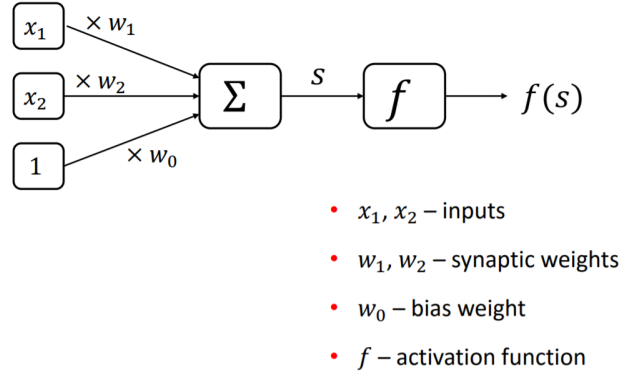 x₁ × w₁
x₂ × w₂ Σ s f f(s)
1 × w₀
• x₁, x₂ – inputs
• w₁, w₂ – synaptic weights
• w₀ – bias weight
• f – activation function